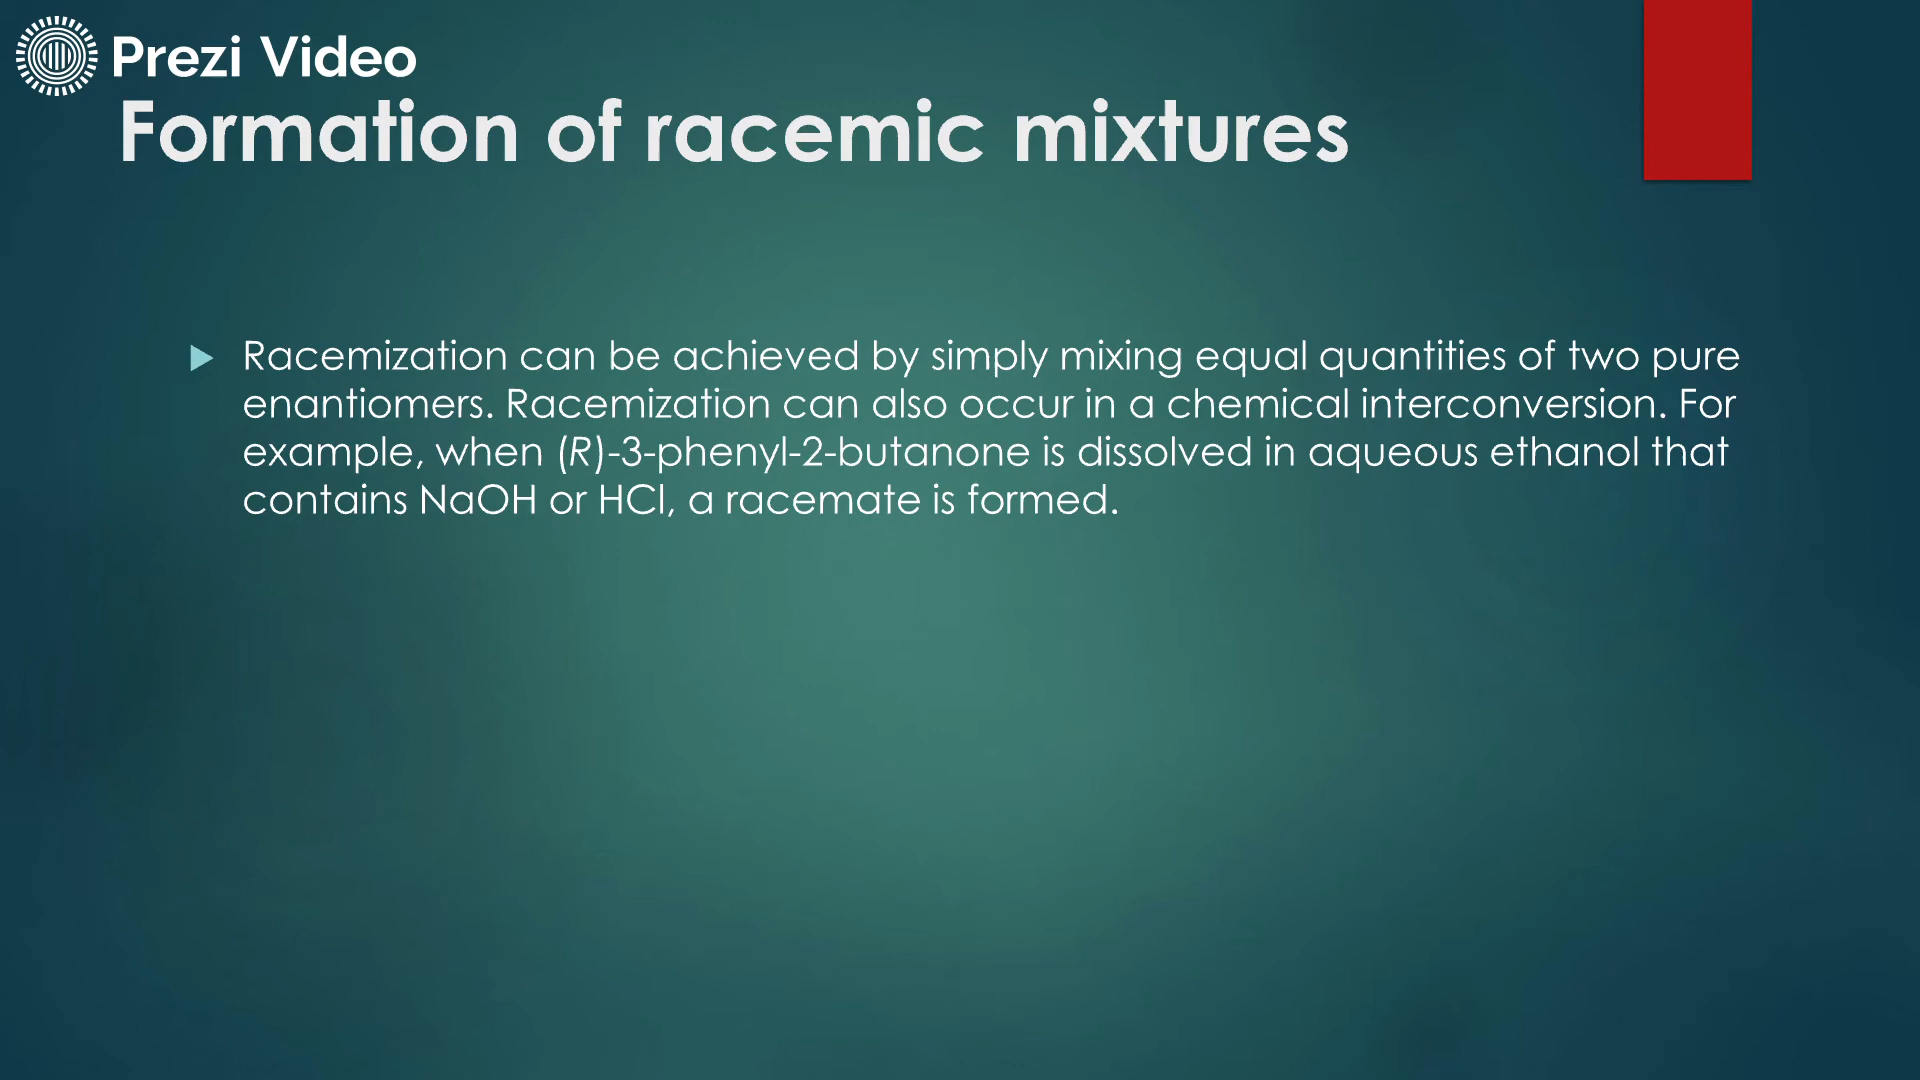 Prezi Video
Formation of racemic mixtures
Racemization can be achieved by simply mixing equal quantities of two pure
enantiomers. Racemization can also occur in a chemical interconversion. For
example, when (R)-3-phenyl-2-butanone is dissolved in aqueous ethanol that
contains NaOH or HCl, a racemate is formed.